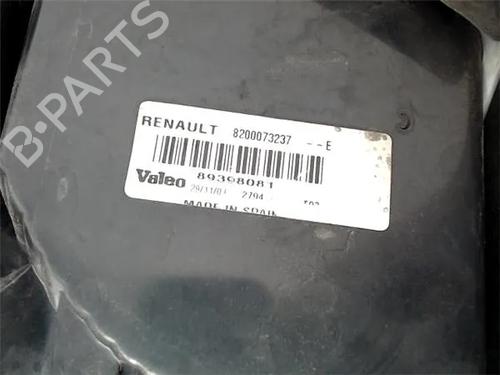 B-PARTS
RENAULT 8200073237 --E
89398081
Valeo 2794
MADE IN SPAIN